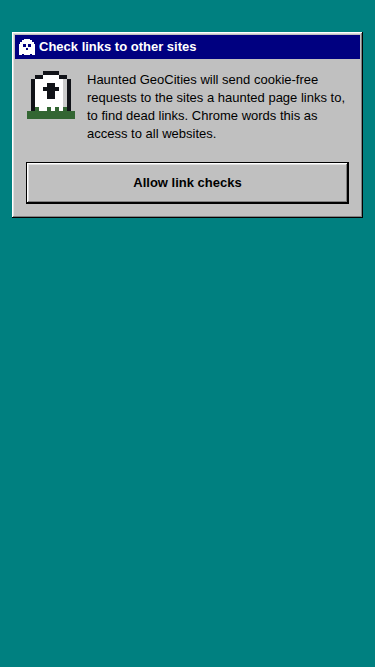 Check links to other sites
Haunted GeoCities will send cookie-free
requests to the sites a haunted page links to,
to find dead links. Chrome words this as
access to all websites.
Allow link checks